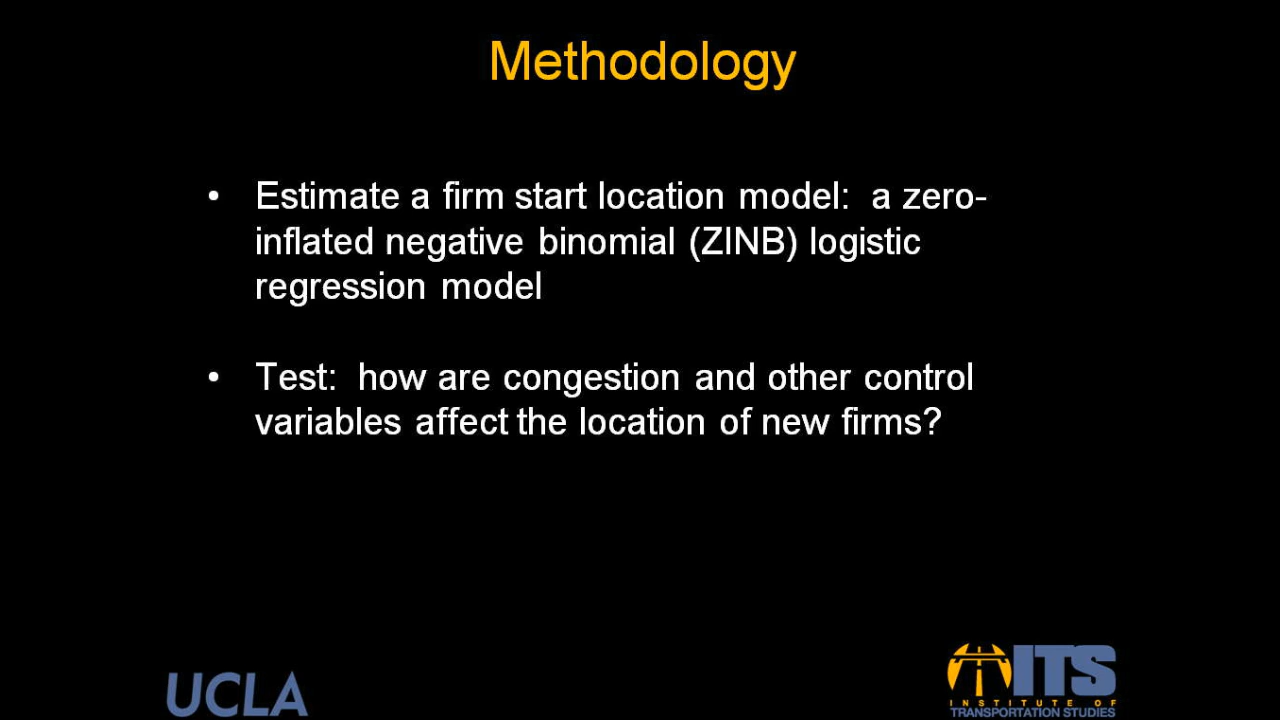 Methodology
• Estimate a firm start location model:  a zero-
inflated negative binomial (ZINB) logistic
regression model
• Test:  how are congestion and other control
variables affect the location of new firms?
UCLA
ITS
INSTITUTE OF
TRANSPORTATION STUDIES